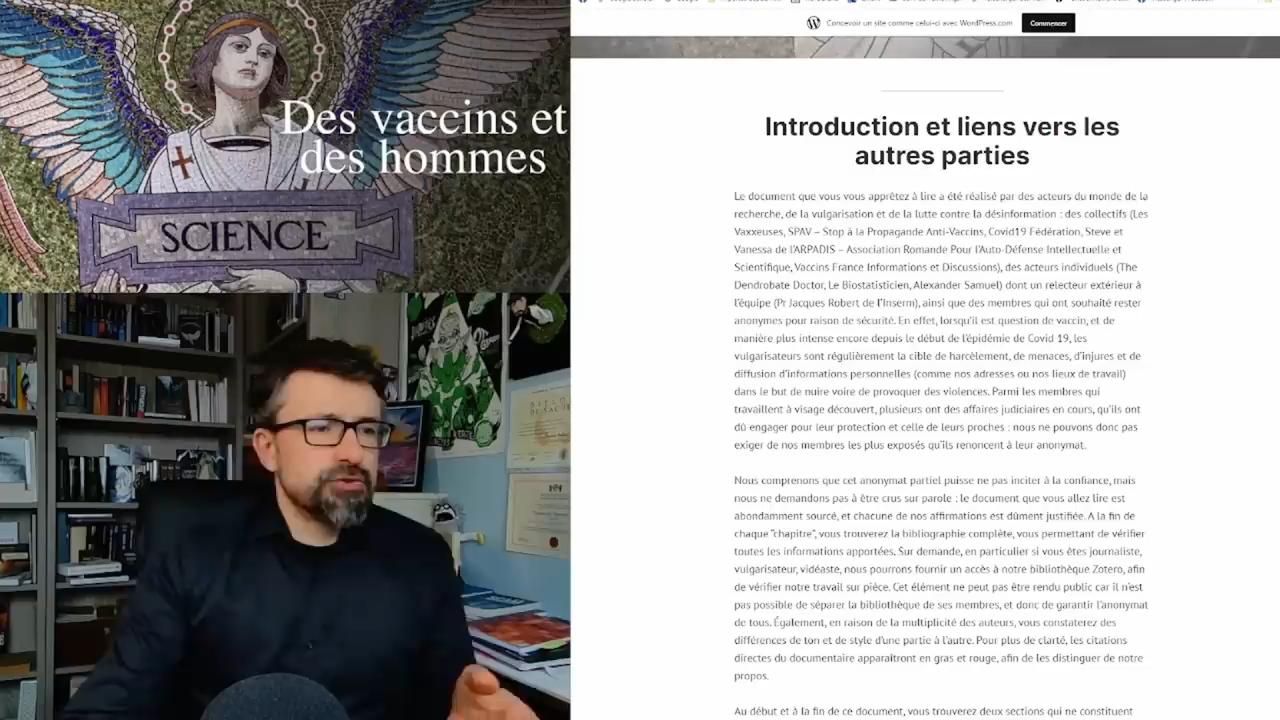 Des vaccins et
des hommes
SCIENCE
Concevoir un site comme celui-ci avec WordPress.com
Commencer
Introduction et liens vers les
autres parties
Le document que vous vous apprêtez à lire a été réalisé par des acteurs du monde de la
recherche, de la vulgarisation et de la lutte contre la désinformation : des collectifs (Les
Vaxxeuses, SPAV – Stop à la Propagande Anti-Vaccins, Covid19 Fédération, Steve et
Vanessa de l'ARPADIS – Association Romande Pour l'Auto-Défense Intellectuelle et
Scientifique, Vaccins France Informations et Discussions), des acteurs individuels (The
Dendrobate Doctor, Le Biostatisticien, Alexander Samuel) dont un relecteur extérieur à
l'équipe (Pr Jacques Robert de l'Inserm), ainsi que des membres qui ont souhaité rester
anonymes pour raison de sécurité. En effet, lorsqu'il est question de vaccin, et de
manière plus intense encore depuis le début de l'épidémie de Covid 19, les
vulgarisateurs sont régulièrement la cible de harcèlement, de menaces, d'injures et de
diffusion d'informations personnelles (comme nos adresses ou nos lieux de travail)
dans le but de nuire voire de provoquer des violences. Parmi les membres qui
travaillent à visage découvert, plusieurs ont des affaires judiciaires en cours, qu'ils ont
dû engager pour leur protection et celle de leurs proches : nous ne pouvons donc pas
exiger de nos membres les plus exposés qu'ils renoncent à leur anonymat.
Nous comprenons que cet anonymat partiel puisse ne pas inciter à la confiance, mais
nous ne demandons pas à être crus sur parole : le document que vous allez lire est
abondamment sourcé, et chacune de nos affirmations est dûment justifiée. A la fin de
chaque "chapitre", vous trouverez la bibliographie complète, vous permettant de vérifier
toutes les informations apportées. Sur demande, en particulier si vous êtes journaliste,
vulgarisateur, vidéaste, nous pourrons fournir un accès à notre bibliothèque Zotero, afin
de vérifier notre travail sur pièce. Cet élément ne peut pas être rendu public car il n'est
pas possible de séparer la bibliothèque de ses membres, et donc de garantir l'anonymat
de tous. Également, en raison de la multiplicité des auteurs, vous constaterez des
différences de ton et de style d'une partie à l'autre. Pour plus de clarté, les citations
directes du documentaire apparaîtront en gras et rouge, afin de les distinguer de notre
propos.
Au début et à la fin de ce document, vous trouverez deux sections qui ne constituent